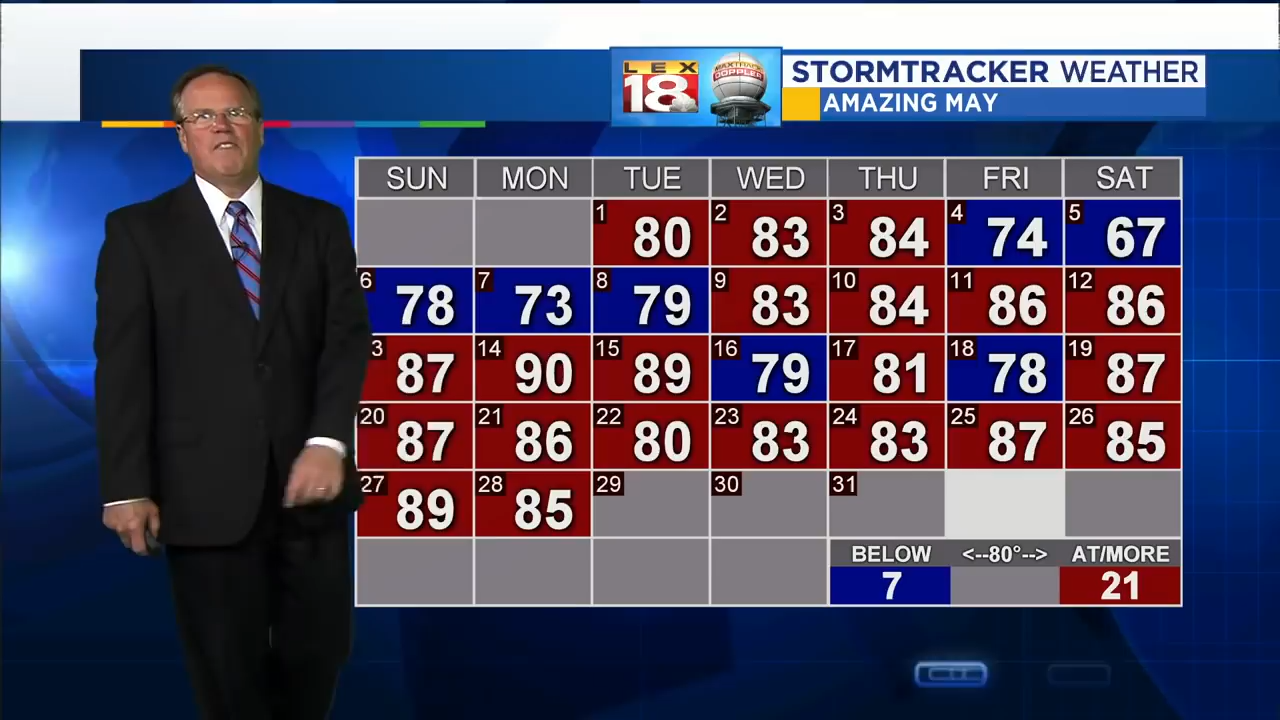 LEX
18
MAXTRACK
DOPPLER
STORMTRACKER WEATHER
AMAZING MAY
SUN MON TUE WED THU FRI SAT
1 80 2 83 3 84 4 74 5 67
6 78 7 73 8 79 9 83 10 84 11 86 12 86
3 87 14 90 15 89 16 79 17 81 18 78 19 87
20 87 21 86 22 80 23 83 24 83 25 87 26 85
27 89 28 85 29 30 31
BELOW <--80°--> AT/MORE
7 21